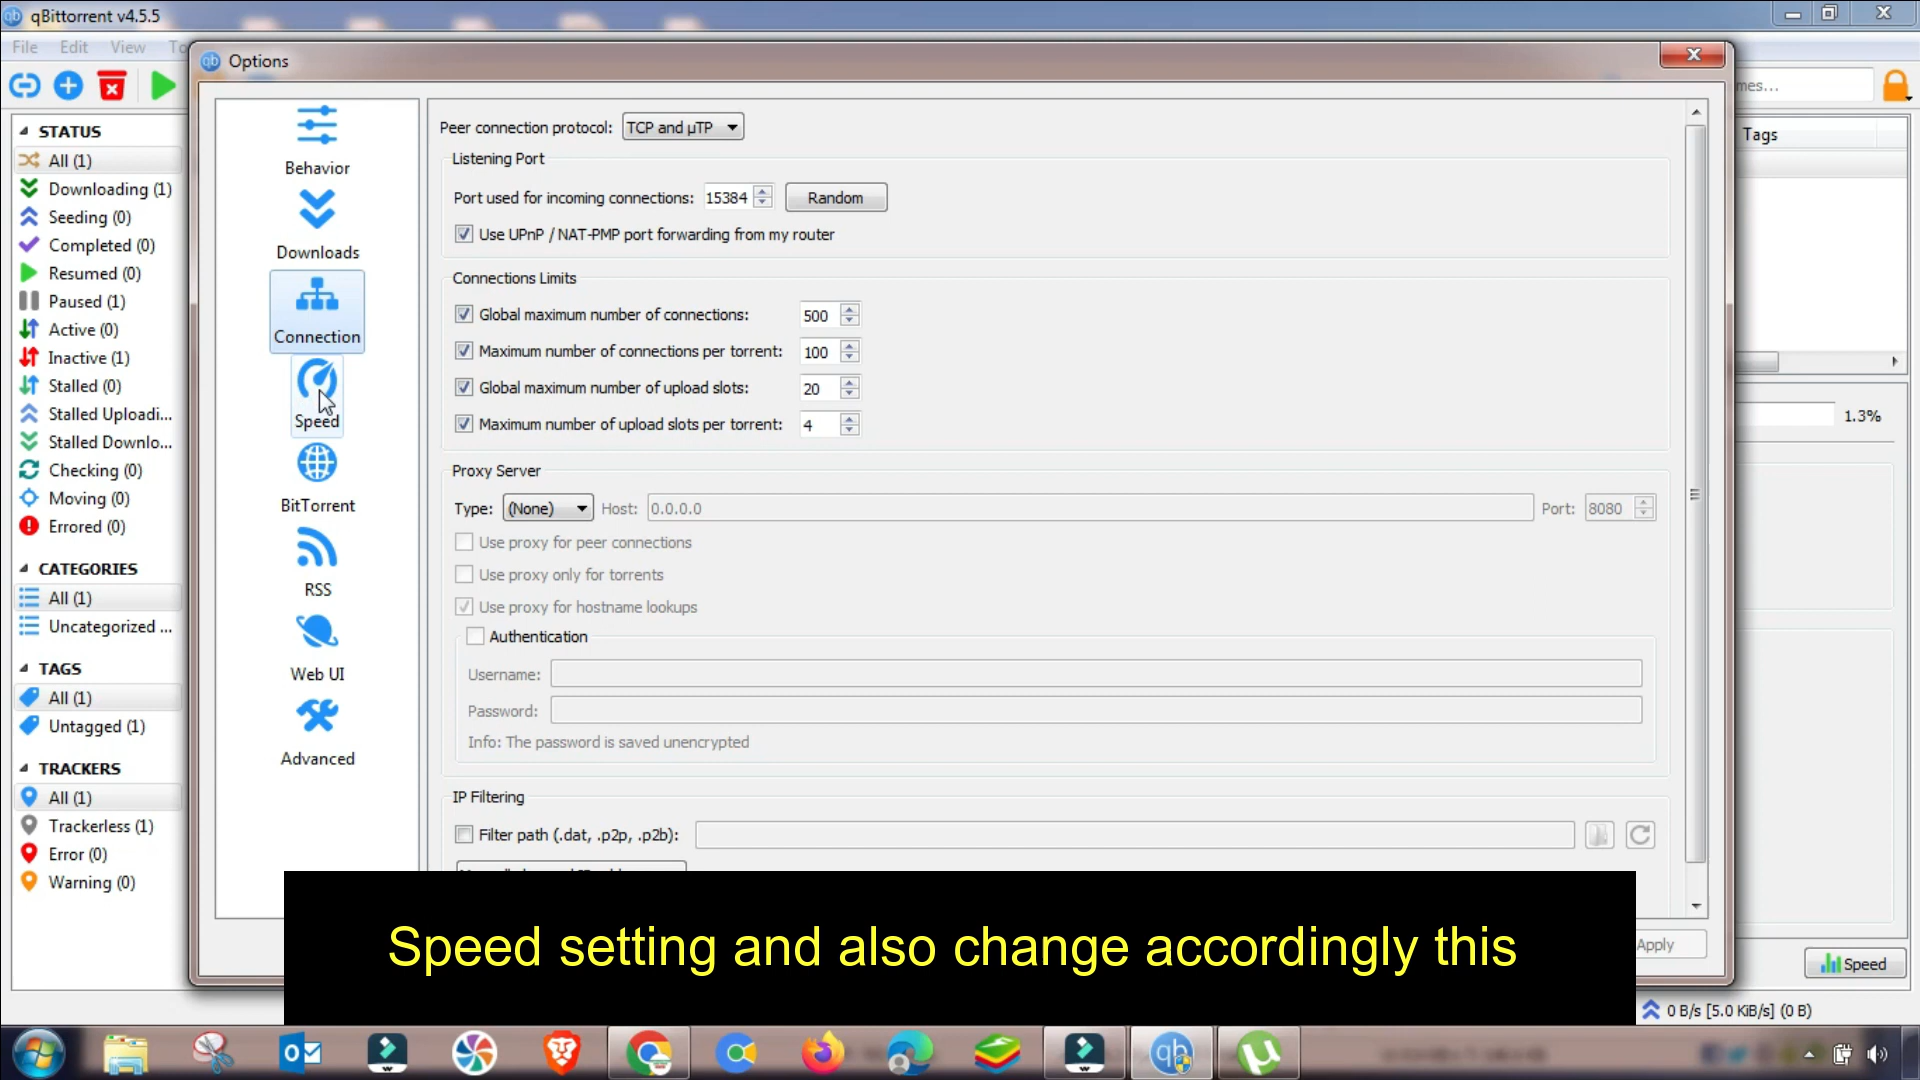 qBittorrent v4.5.5
File Edit View
Options
Behavior
Downloads
Connection
Speed
BitTorrent
RSS
Web UI
Advanced
Peer connection protocol: TCP and μTP
Listening Port
Port used for incoming connections: 15384 Random
Use UPnP / NAT-PMP port forwarding from my router
Connections Limits
Global maximum number of connections: 500
Maximum number of connections per torrent: 100
Global maximum number of upload slots: 20
Maximum number of upload slots per torrent: 4
Proxy Server
Type: (None) Host: 0.0.0.0 Port: 8080
Use proxy for peer connections
Use proxy only for torrents
Use proxy for hostname lookups
Authentication
Username:
Password:
Info: The password is saved unencrypted
IP Filtering
Filter path (.dat, .p2p, .p2b):
Apply
STATUS
All (1)
Downloading (1)
Seeding (0)
Completed (0)
Resumed (0)
Paused (1)
Active (0)
Inactive (1)
Stalled (0)
Stalled Uploadi...
Stalled Downlo...
Checking (0)
Moving (0)
Errored (0)
CATEGORIES
All (1)
Uncategorized ...
TAGS
All (1)
Untagged (1)
TRACKERS
All (1)
Trackerless (1)
Error (0)
Warning (0)
Tags
1.3%
Speed
0 B/s [5.0 KiB/s] (0 B)
Speed setting and also change accordingly this